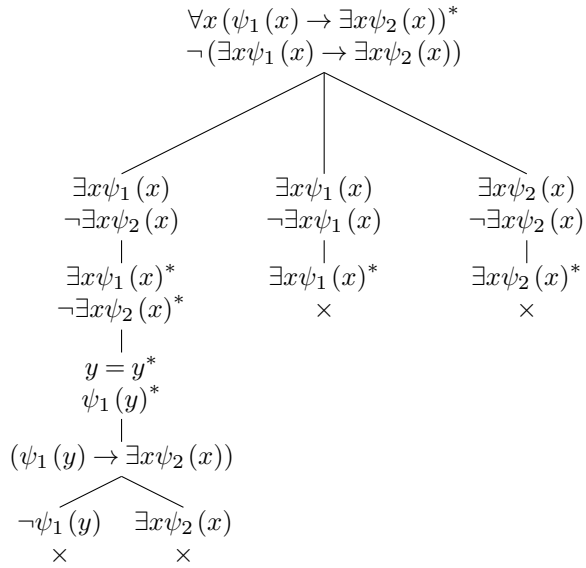 ∀x(ψ₁(x) → ∃xψ₂(x))*
¬(∃xψ₁(x) → ∃xψ₂(x))
∃xψ₁(x) ∃xψ₁(x) ∃xψ₂(x)
¬∃xψ₂(x) ¬∃xψ₁(x) ¬∃xψ₂(x)
∃xψ₁(x)* ∃xψ₁(x)* ∃xψ₂(x)*
¬∃xψ₂(x)* × ×
y = y*
ψ₁(y)*
(ψ₁(y) → ∃xψ₂(x))
¬ψ₁(y) ∃xψ₂(x)
× ×